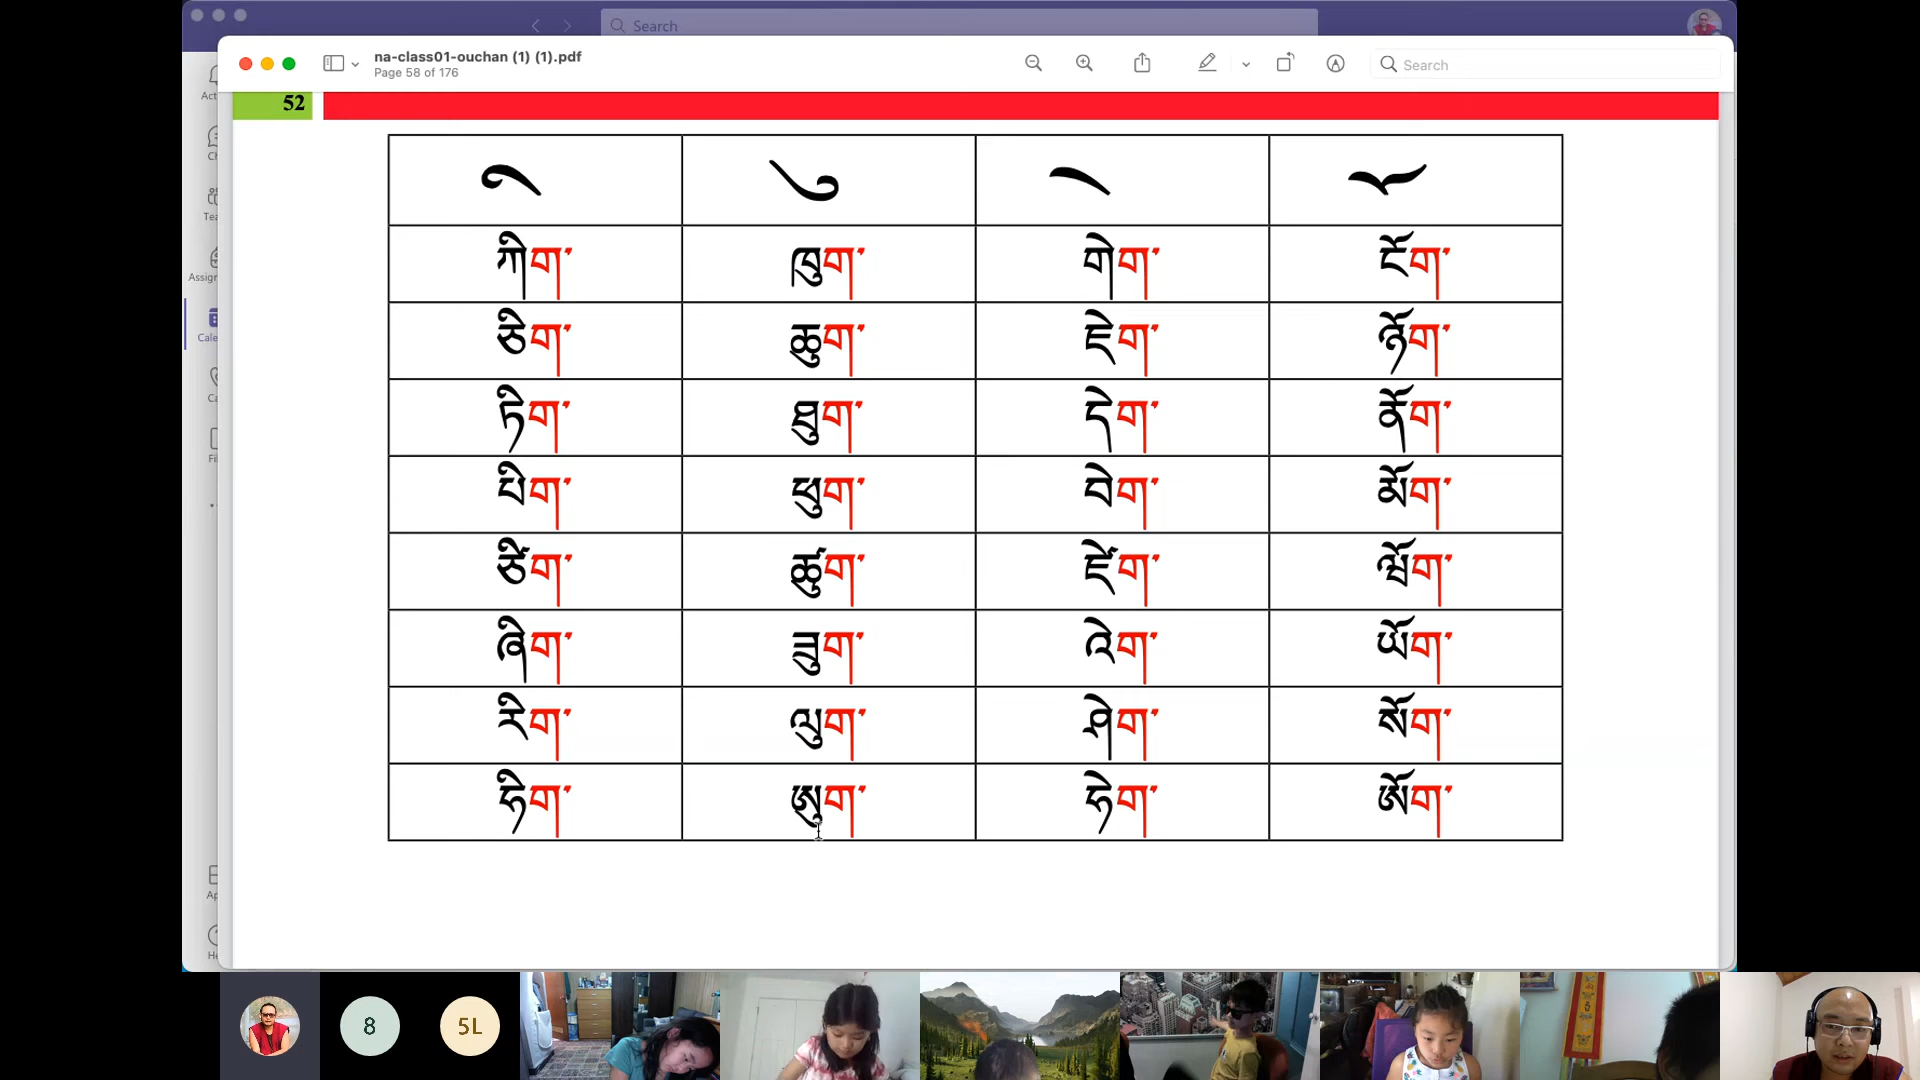 Search
na-class01-ouchan (1) (1).pdf
Page 58 of 176
Search
52
ི ུ ེ ོ
ཀིག་ ཁུག་ གེག་ ངོག་
ཅིག་ ཆུག་ ཇེག་ ཉོག་
ཏིག་ ཐུག་ དེག་ ནོག་
པིག་ ཕུག་ བེག་ མོག་
ཙིག་ ཚུག་ ཛེག་ ཝོག་
ཞིག་ ཟུག་ འེག་ ཡོག་
རིག་ ལུག་ ཤེག་ སོག་
ཧིག་ ཨུག་ ཧེག་ ཨོག་
8
5L